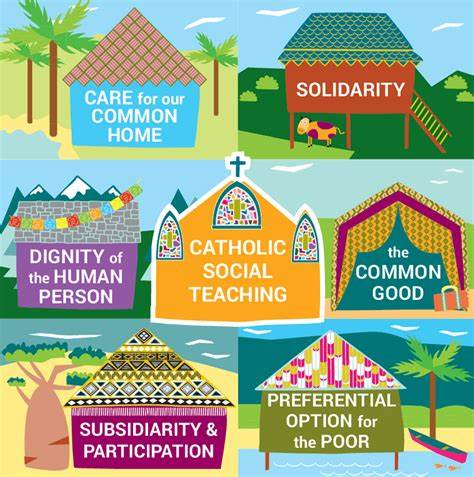 CARE for our
COMMON
HOME
SOLIDARITY
DIGNITY of
the HUMAN
PERSON
CATHOLIC
SOCIAL
TEACHING
the
COMMON
GOOD
SUBSIDIARITY &
PARTICIPATION
PREFERENTIAL
OPTION for
the POOR